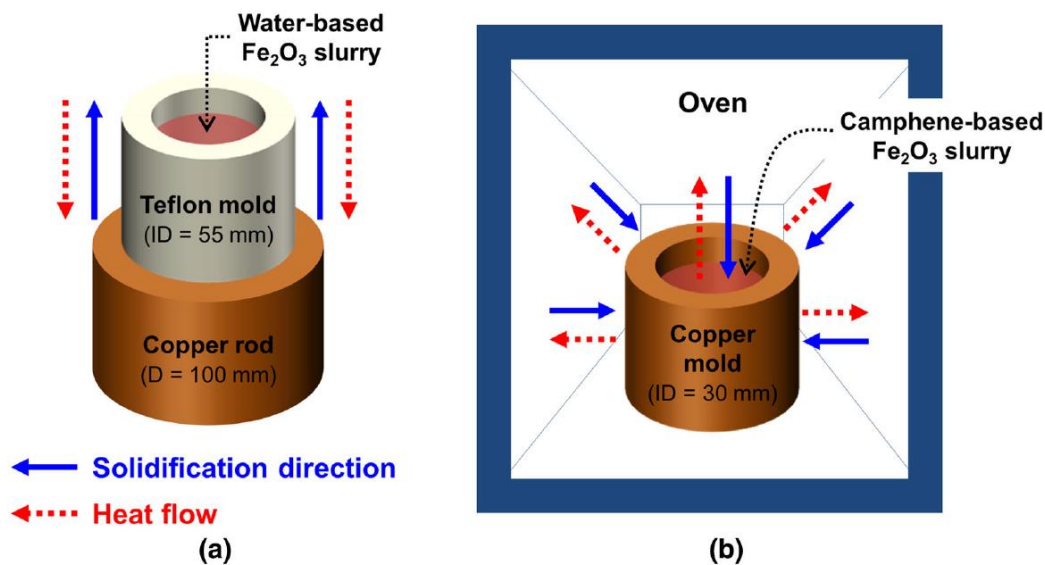 Water-based
Fe₂O₃ slurry
Teflon mold
(ID = 55 mm)
Copper rod
(D = 100 mm)
Solidification direction
Heat flow
(a)
Oven
Camphene-based
Fe₂O₃ slurry
Copper
mold
(ID = 30 mm)
(b)